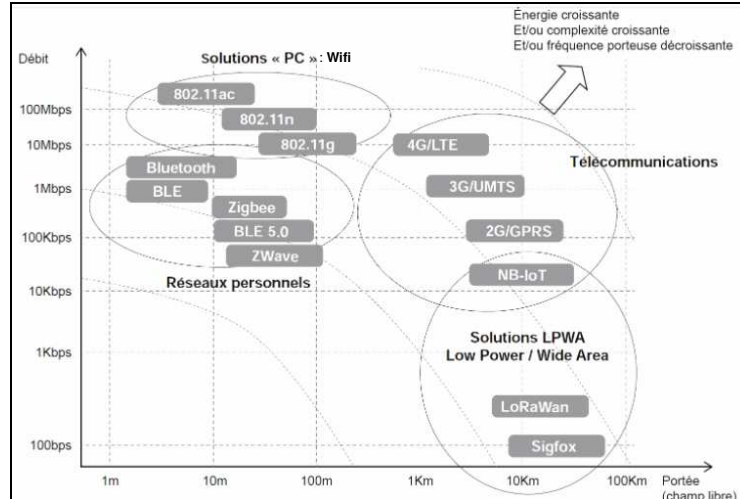 Énergie croissante
Et/ou complexité croissante
Et/ou fréquence porteuse décroissante
Débit
Solutions « PC » : Wifi
802.11ac
100Mbps
802.11n
10Mbps
802.11g
4G/LTE
Bluetooth
Télécommunications
1Mbps
BLE
3G/UMTS
Zigbee
100Kbps
BLE 5.0
2G/GPRS
ZWave
NB-IoT
Réseaux personnels
10Kbps
Solutions LPWA
Low Power / Wide Area
1Kbps
LoRaWan
100bps
Sigfox
1m
10m
100m
1Km
10Km
100Km
Portée
(champ libre)